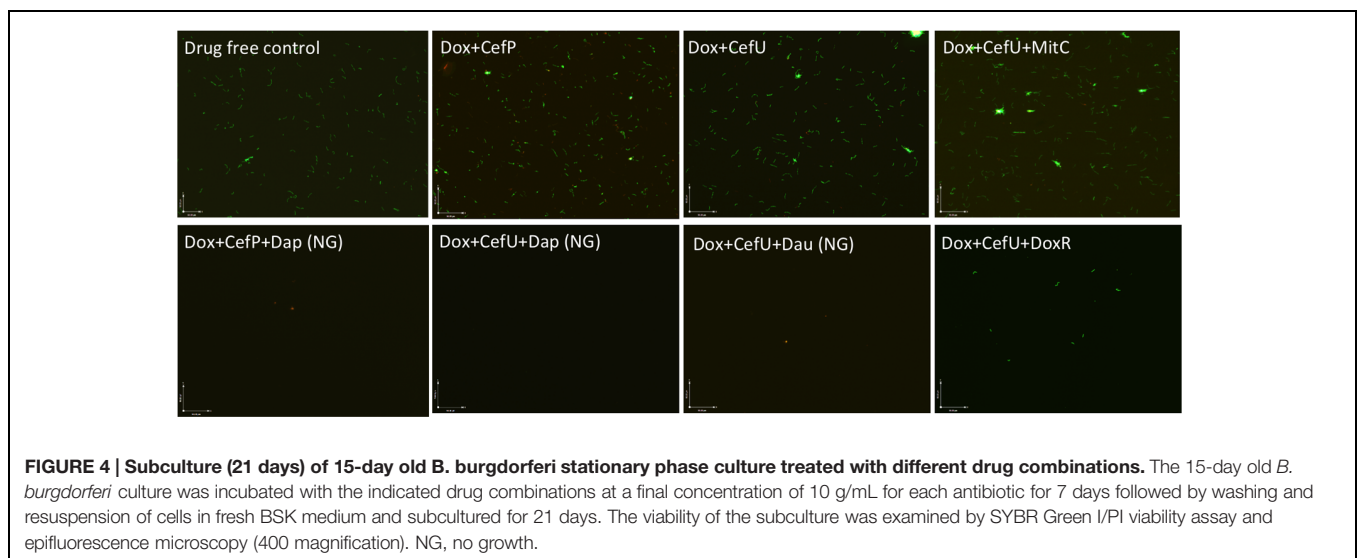 Drug free control
Dox+CefP
Dox+CefU
Dox+CefU+MitC
Dox+CefP+Dap (NG)
Dox+CefU+Dap (NG)
Dox+CefU+Dau (NG)
Dox+CefU+DoxR
FIGURE 4 | Subculture (21 days) of 15-day old B. burgdorferi stationary phase culture treated with different drug combinations. The 15-day old B.
burgdorferi culture was incubated with the indicated drug combinations at a final concentration of 10 g/mL for each antibiotic for 7 days followed by washing and
resuspension of cells in fresh BSK medium and subcultured for 21 days. The viability of the subculture was examined by SYBR Green I/PI viability assay and
epifluorescence microscopy (400 magnification). NG, no growth.